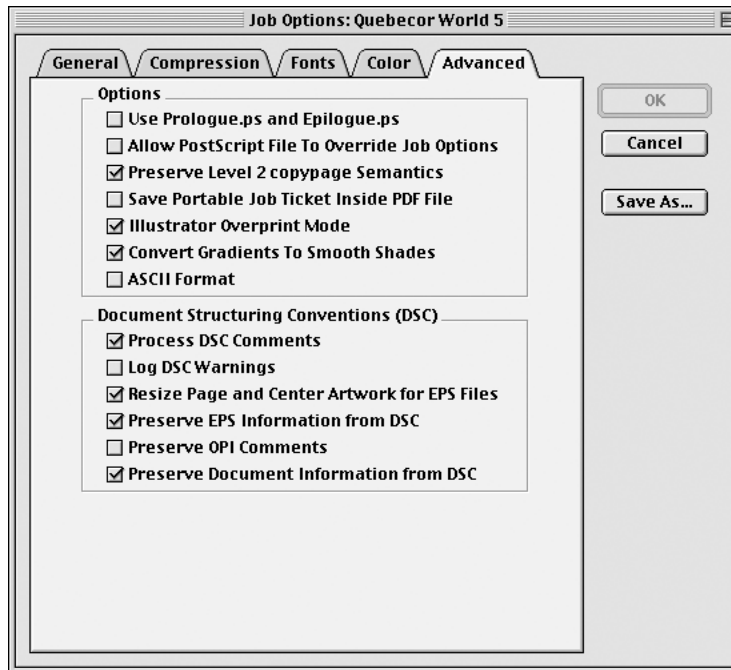 Job Options: Quebecor World 5
General Compression Fonts Color Advanced
Options
Use Prologue.ps and Epilogue.ps
Allow PostScript File To Override Job Options
Preserve Level 2 copypage Semantics
Save Portable Job Ticket Inside PDF File
Illustrator Overprint Mode
Convert Gradients To Smooth Shades
ASCII Format
Document Structuring Conventions (DSC)
Process DSC Comments
Log DSC Warnings
Resize Page and Center Artwork for EPS Files
Preserve EPS Information from DSC
Preserve OPI Comments
Preserve Document Information from DSC
OK
Cancel
Save As...